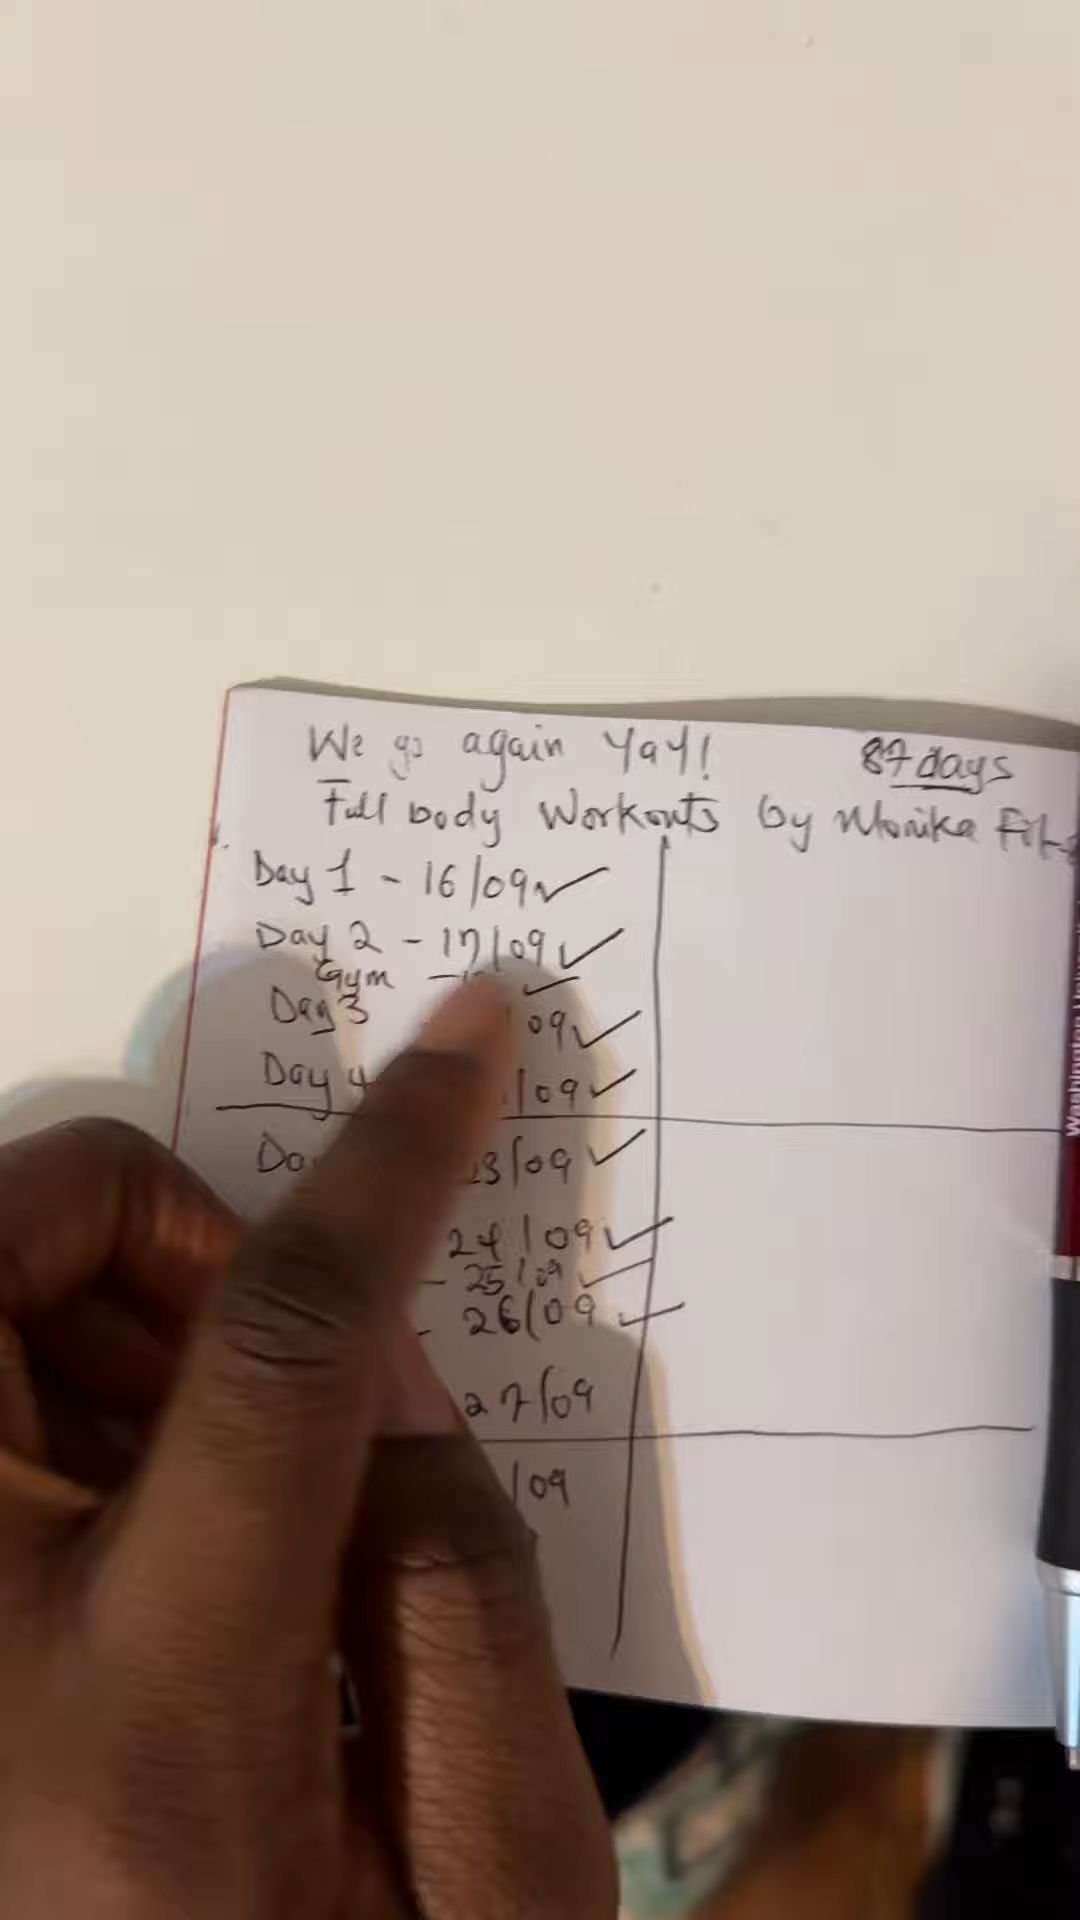 We go again Yay!
87 days
Full body Workouts by Monika Fit
Day 1 - 16/09 ✓
Day 2 - 17/09 ✓
Gym - ✓
Day 3 /09 ✓
Day 4 /09 ✓
23/09 ✓
24/09 ✓
- 25/09 ✓
- 26/09 ✓
27/09
/09
Washington